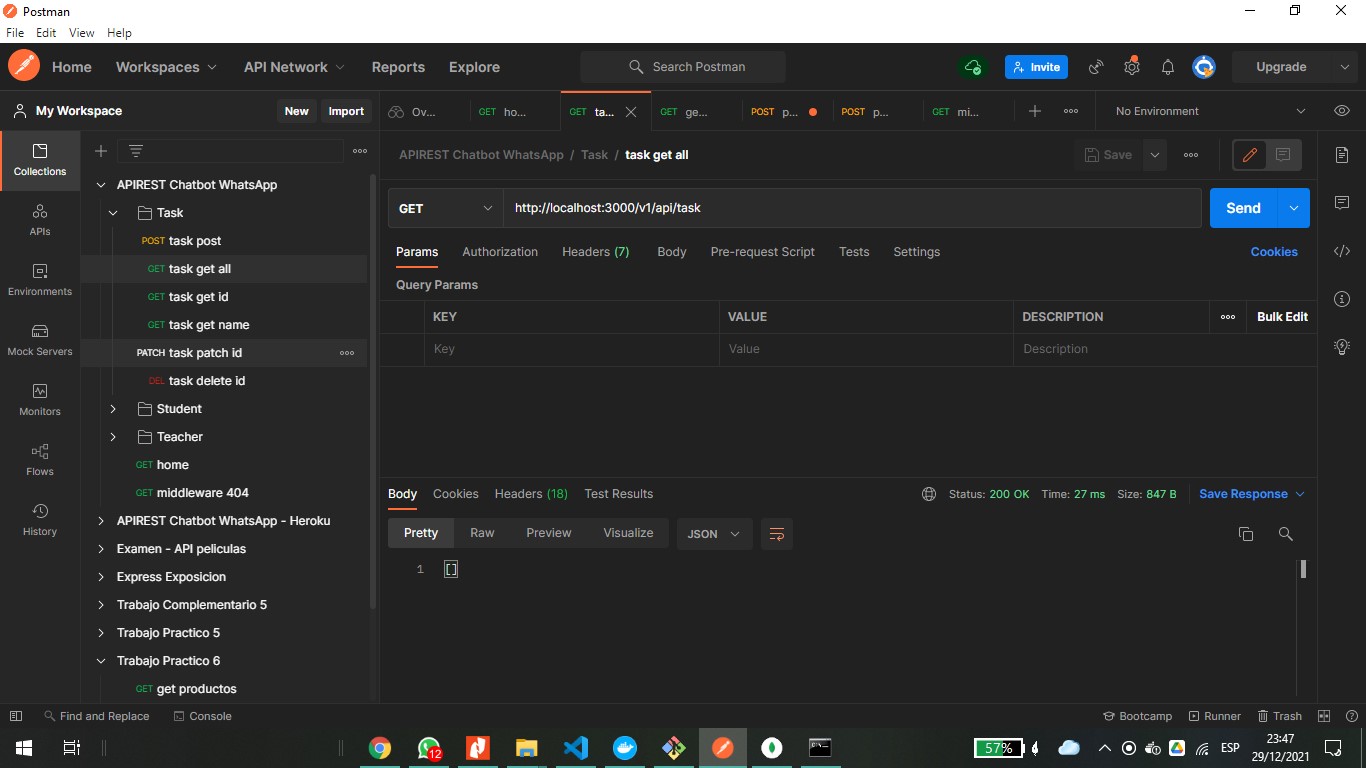 Postman
File Edit View Help
Home Workspaces API Network Reports Explore Search Postman Invite Upgrade
My Workspace New Import
Ov... GET ho... GET ta... GET ge... POST p... POST p... GET mi... No Environment
Collections
APIs
Environments
Mock Servers
Monitors
Flows
History
APIREST Chatbot WhatsApp
Task
POST task post
GET task get all
GET task get id
GET task get name
PATCH task patch id
DEL task delete id
Student
Teacher
GET home
GET middleware 404
APIREST Chatbot WhatsApp - Heroku
Examen - API peliculas
Express Exposicion
Trabajo Complementario 5
Trabajo Practico 5
Trabajo Practico 6
GET get productos
APIREST Chatbot WhatsApp / Task / task get all Save
GET http://localhost:3000/v1/api/task Send
Params Authorization Headers (7) Body Pre-request Script Tests Settings Cookies
Query Params
KEY VALUE DESCRIPTION Bulk Edit
Key Value Description
Body Cookies Headers (18) Test Results Status: 200 OK Time: 27 ms Size: 847 B Save Response
Pretty Raw Preview Visualize JSON
1 []
Find and Replace Console Bootcamp Runner Trash
12 57% ESP 23:47
29/12/2021